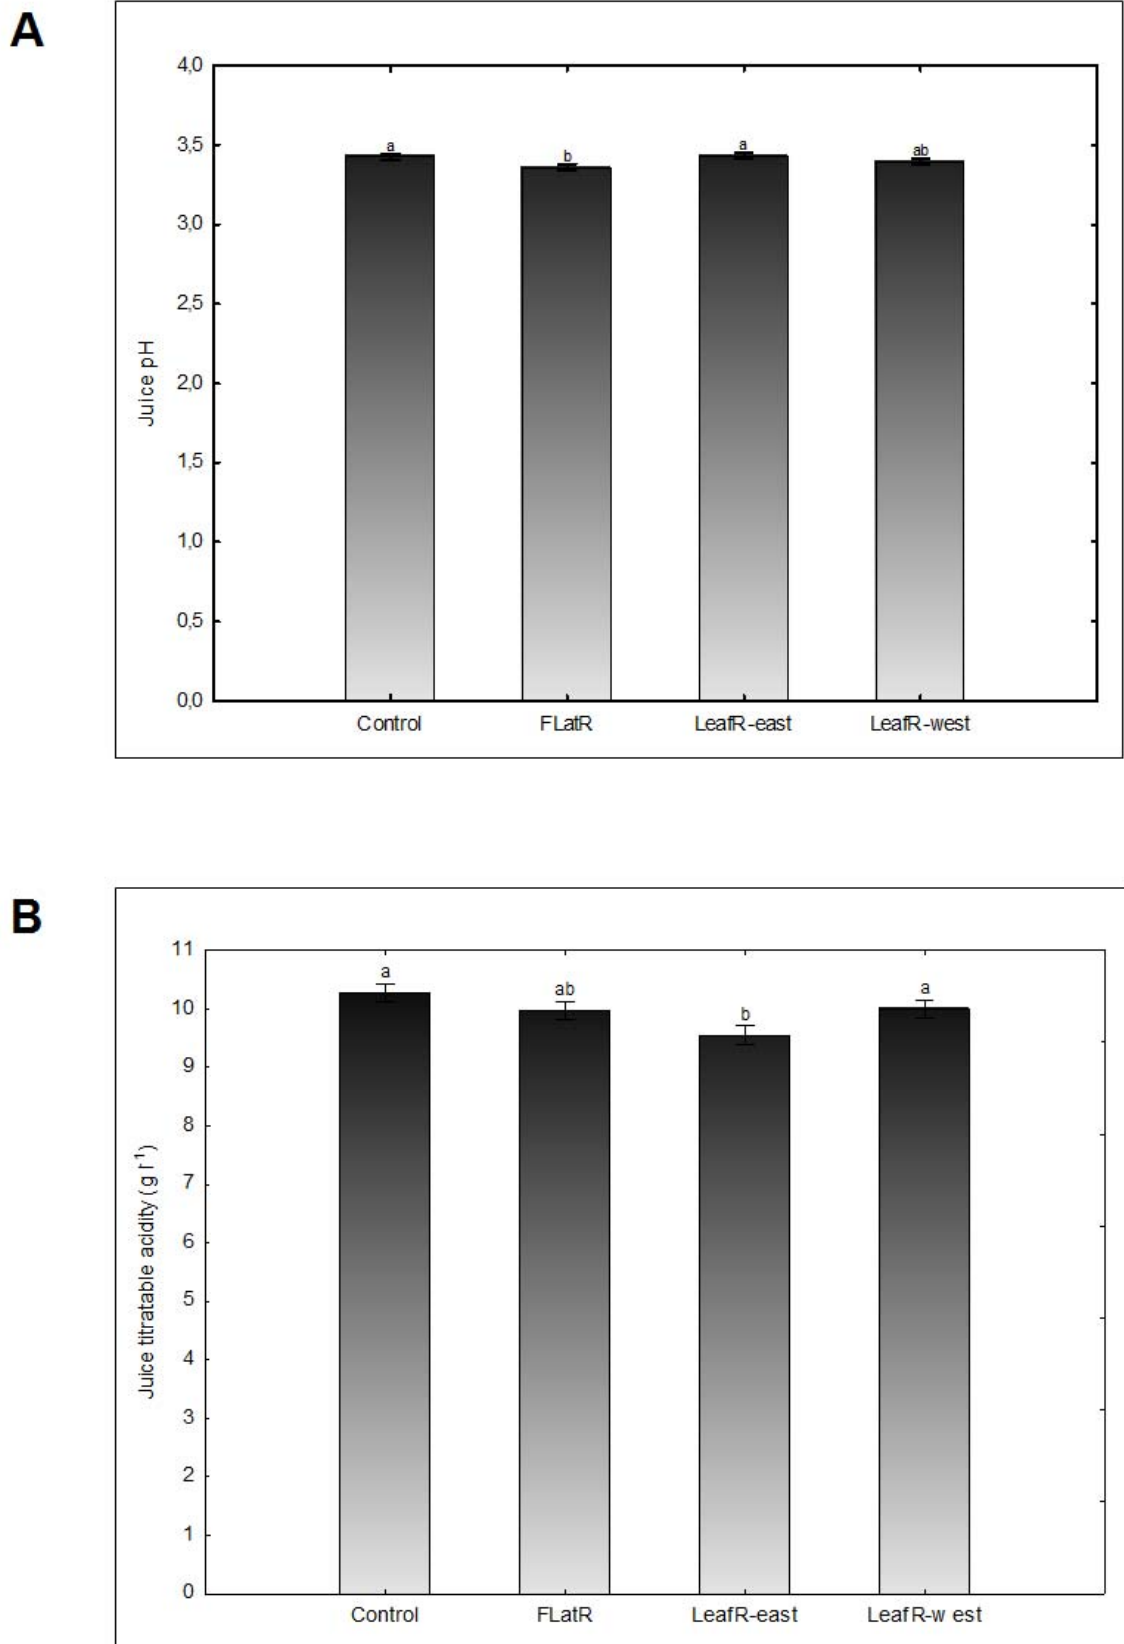 A
4,0
3,5
3,0
2,5
2,0
1,5
1,0
0,5
0,0
Juice pH
a
b
a
ab
Control FLatR LeafR-east LeafR-west
B
11
10
9
8
7
6
5
4
3
2
1
0
Juice titratable acidity (g l⁻¹)
a
ab
b
a
Control FLatR LeafR-east LeafR-w est